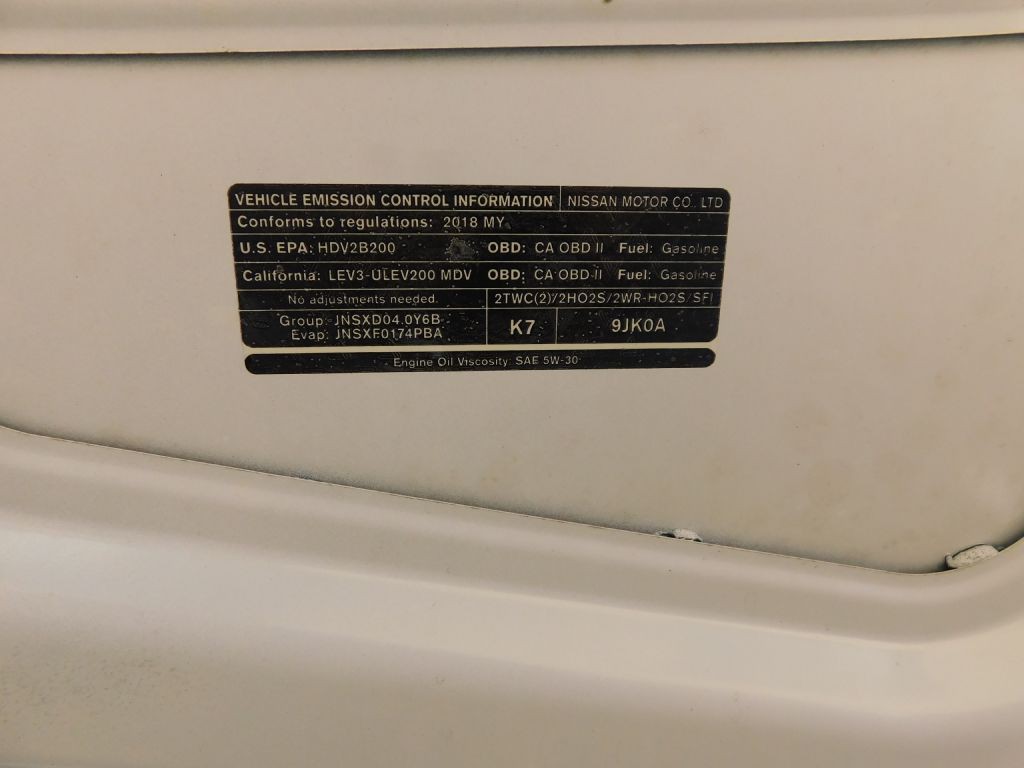 VEHICLE EMISSION CONTROL INFORMATION NISSAN MOTOR CO., LTD
Conforms to regulations: 2018 MY
U.S. EPA: HDV2B200 OBD: CA OBD II Fuel: Gasoline
California: LEV3-ULEV200 MDV OBD: CA OBD II Fuel: Gasoline
No adjustments needed. 2TWC(2)/2HO2S/2WR-HO2S/SFI
Group: JNSXD04.0Y6B K7 9JK0A
Evap: JNSXF0174PBA
Engine Oil Viscosity: SAE 5W-30